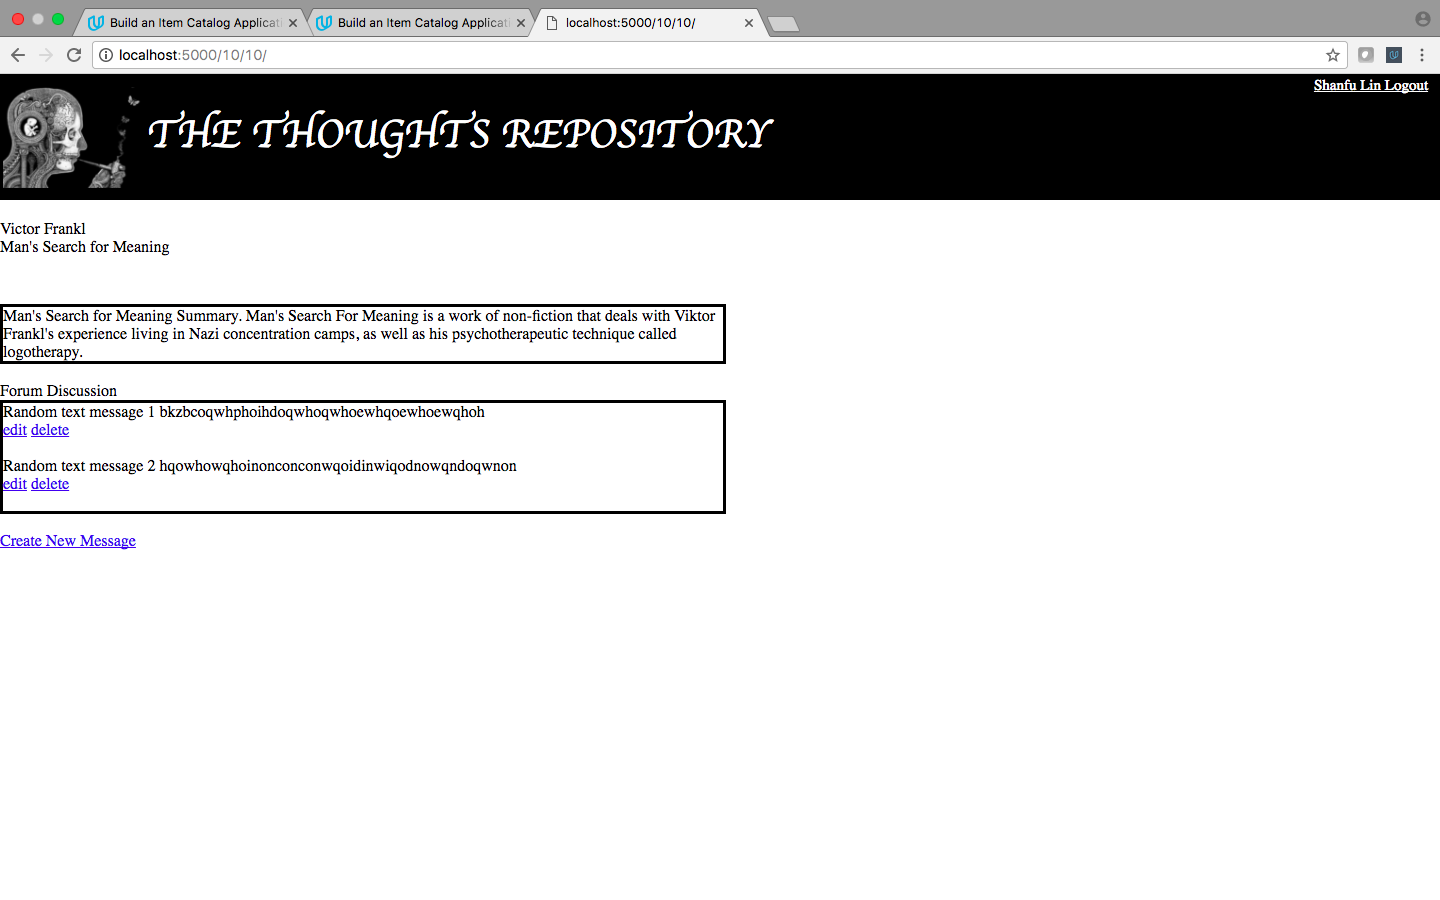 Build an Item Catalog Applicati
Build an Item Catalog Applicati
localhost:5000/10/10/
localhost:5000/10/10/
Shanfu Lin Logout
THE THOUGHTS REPOSITORY
Victor Frankl
Man's Search for Meaning
Man's Search for Meaning Summary. Man's Search For Meaning is a work of non-fiction that deals with Viktor
Frankl's experience living in Nazi concentration camps, as well as his psychotherapeutic technique called
logotherapy.
Forum Discussion
Random text message 1 bkzbcoqwhphoihdoqwhoqwhoewhqoewhoewqhoh
edit delete
Random text message 2 hqowhowqhoinonconconwqoidinwiqodnowqndoqwnon
edit delete
Create New Message